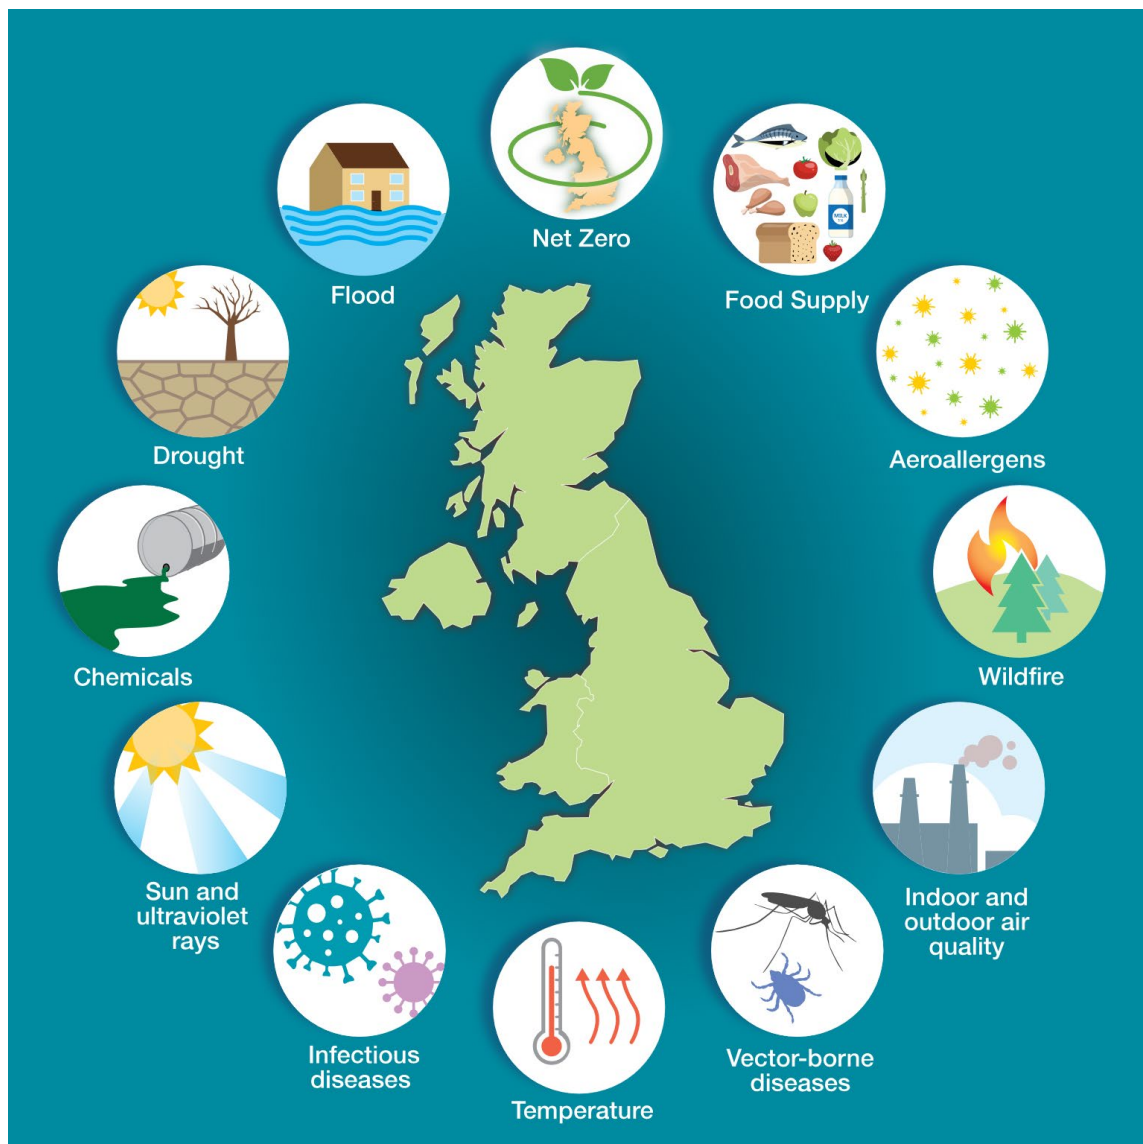 Net Zero
Flood
Food Supply
MILK
Drought
Aeroallergens
Chemicals
Wildfire
Sun and
ultraviolet
rays
Indoor and
outdoor air
quality
Infectious
diseases
Vector-borne
diseases
Temperature